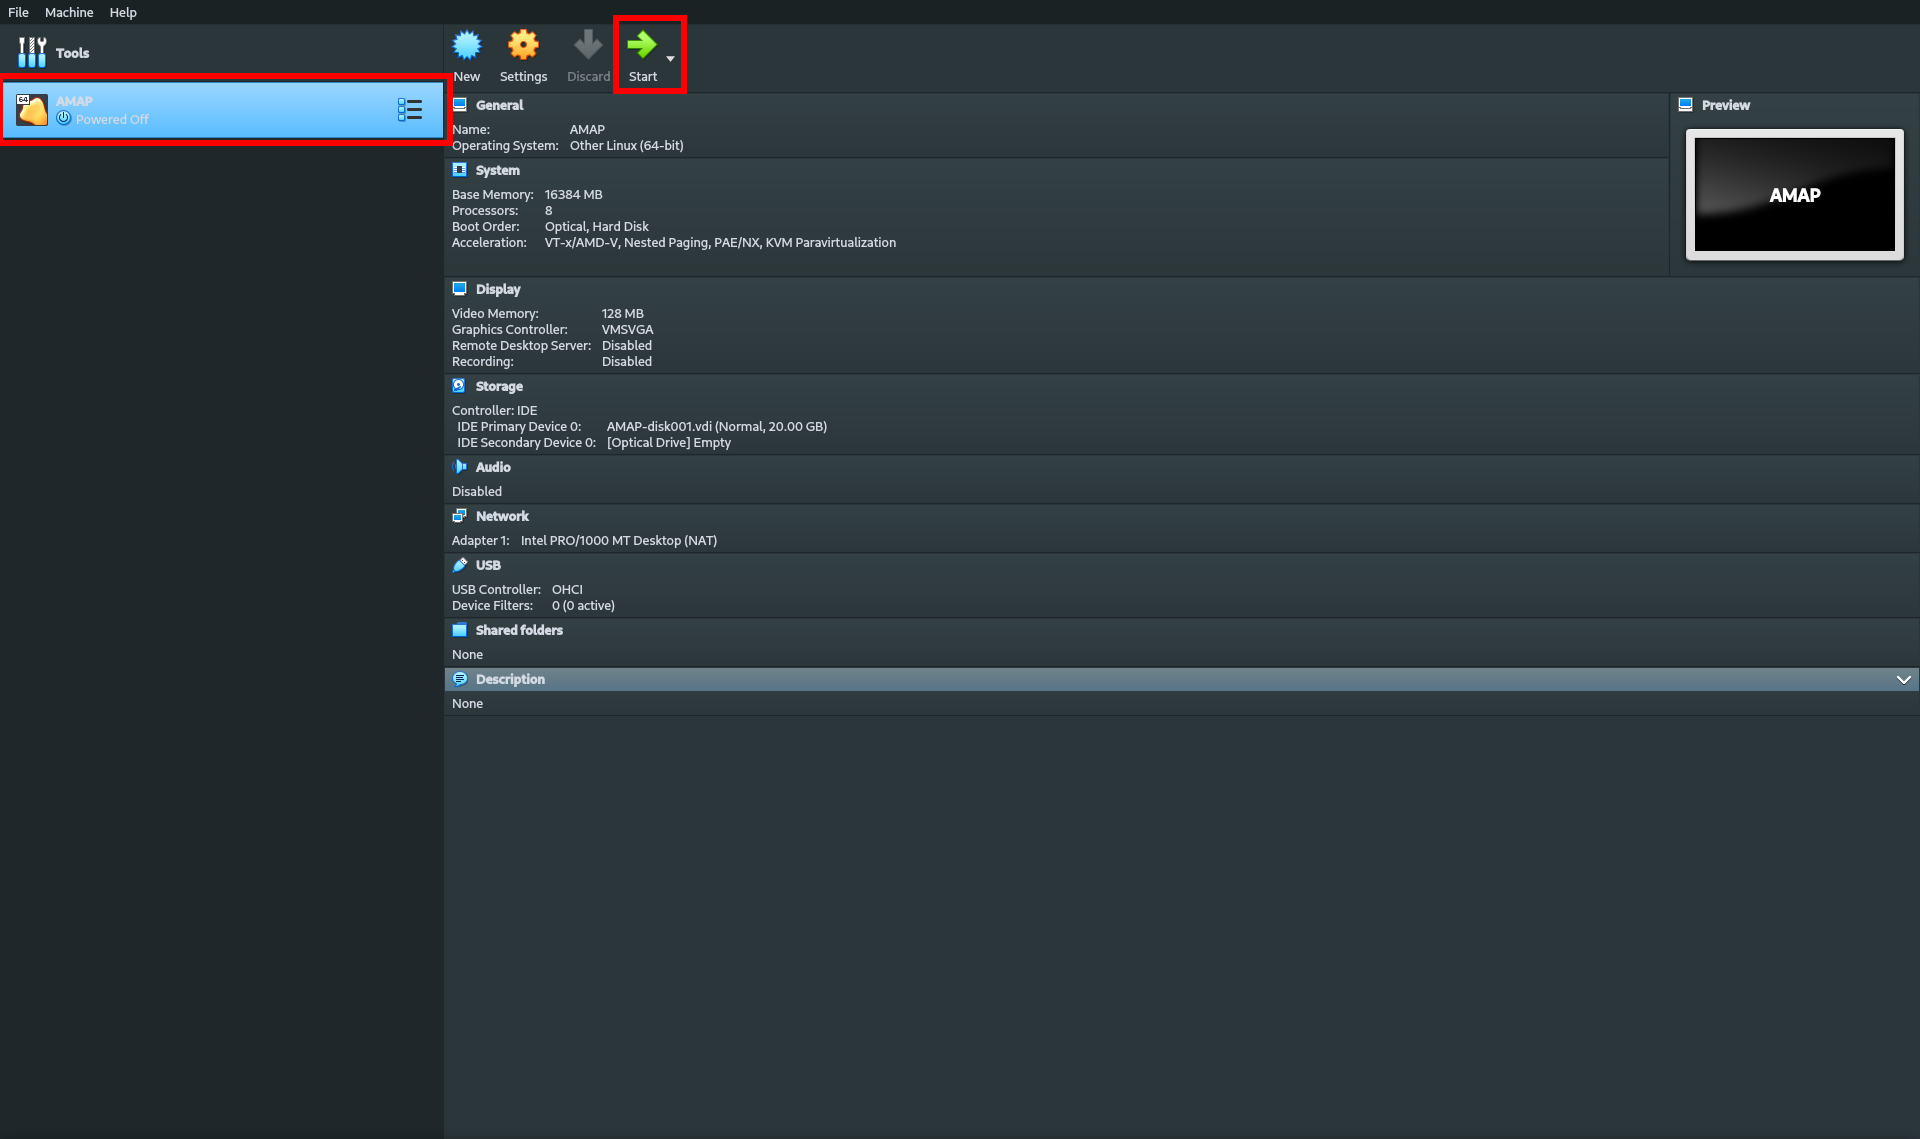 File Machine Help
Tools
New Settings Discard Start
64
AMAP
Powered Off
General
Name: AMAP
Operating System: Other Linux (64-bit)
System
Base Memory: 16384 MB
Processors: 8
Boot Order: Optical, Hard Disk
Acceleration: VT-x/AMD-V, Nested Paging, PAE/NX, KVM Paravirtualization
Preview
AMAP
Display
Video Memory: 128 MB
Graphics Controller: VMSVGA
Remote Desktop Server: Disabled
Recording: Disabled
Storage
Controller: IDE
IDE Primary Device 0: AMAP-disk001.vdi (Normal, 20.00 GB)
IDE Secondary Device 0: [Optical Drive] Empty
Audio
Disabled
Network
Adapter 1: Intel PRO/1000 MT Desktop (NAT)
USB
USB Controller: OHCI
Device Filters: 0 (0 active)
Shared folders
None
Description
None